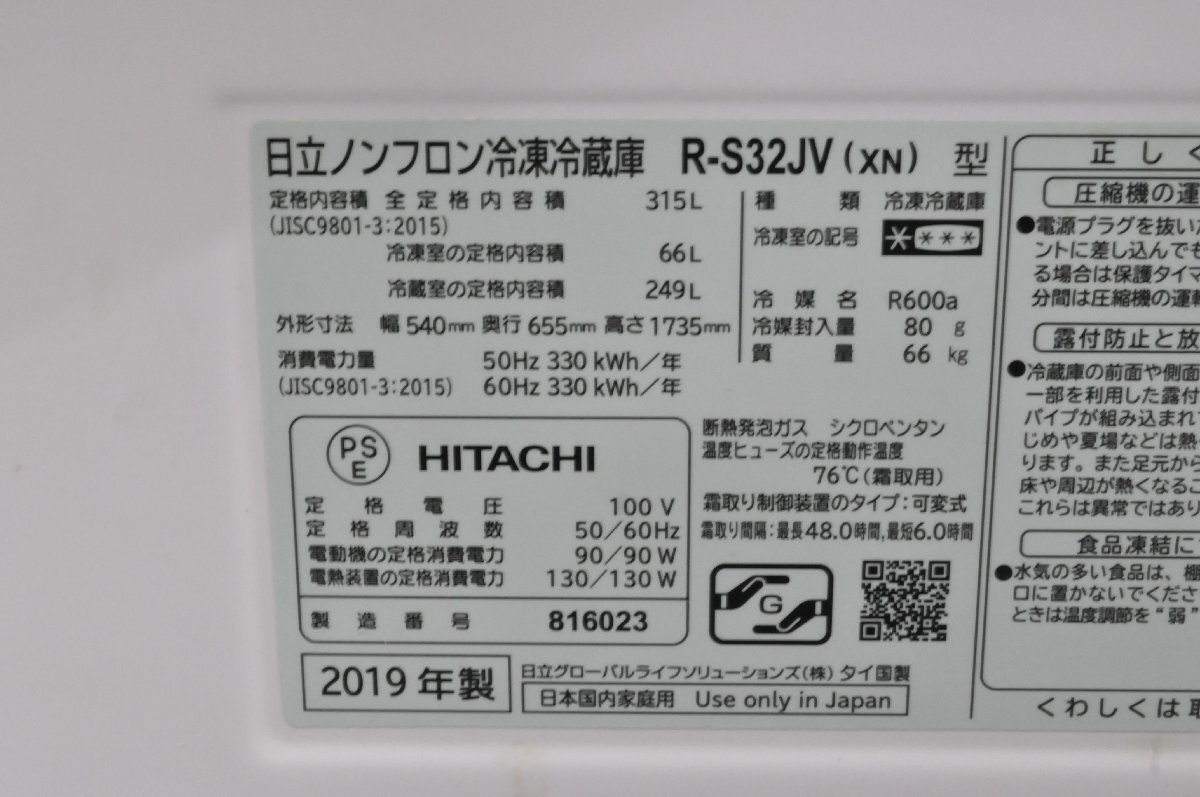 日立ノンフロン冷凍冷蔵庫 R-S32JV (XN) 型
定格内容積 全定格内容積 315L
(JISC9801-3:2015)
冷凍室の定格内容積 66L
冷蔵室の定格内容積 249L
外形寸法 幅 540mm 奥行 655mm 高さ 1735mm
消費電力量 50Hz 330 kWh/年
(JISC9801-3:2015) 60Hz 330 kWh/年
種類 冷凍冷蔵庫
冷凍室の記号
冷媒名 R600a
冷媒封入量 80 g
質量 66 kg
PS
E
HITACHI
定格電圧 100 V
定格周波数 50/60Hz
電動機の定格消費電力 90/90 W
電熱装置の定格消費電力 130/130 W
製造番号 816023
断熱発泡ガス シクロペンタン
温度ヒューズの定格動作温度
76℃(霜取用)
霜取り制御装置のタイプ:可変式
霜取り間隔:最長48.0時間,最短6.0時間
G
2019 年製
日立グローバルライフソリューションズ(株) タイ国製
日本国内家庭用 Use only in Japan
正し
圧縮機の運
●電源プラグを抜い
ントに差し込んでも
る場合は保護タイマ
分間は圧縮機の運
露付防止と放
●冷蔵庫の前面や側面
一部を利用した露付
パイプが組み込まれ
じめや夏場などは熱
ります。また足元から
床や周辺が熱くなるこ
これらは異常ではあり
食品凍結に
●水気の多い食品は、棚
口に置かないでくださ
ときは温度調節を“弱”
くわしくは取